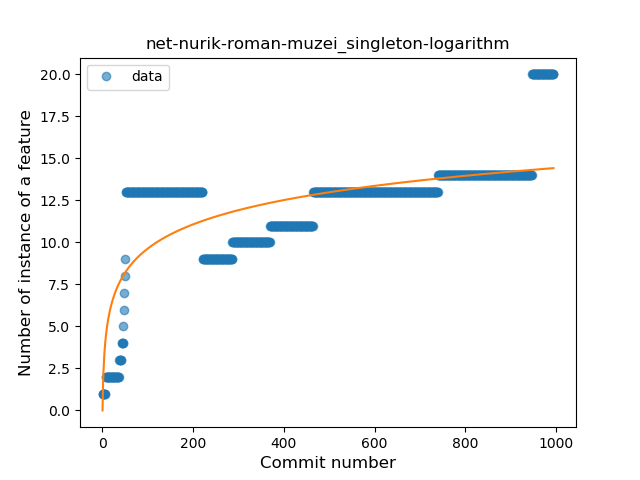 net-nurik-roman-muzei_singleton-logarithm
data
Number of instance of a feature
20.0
17.5
15.0
12.5
10.0
7.5
5.0
2.5
0.0
0 200 400 600 800 1000
Commit number